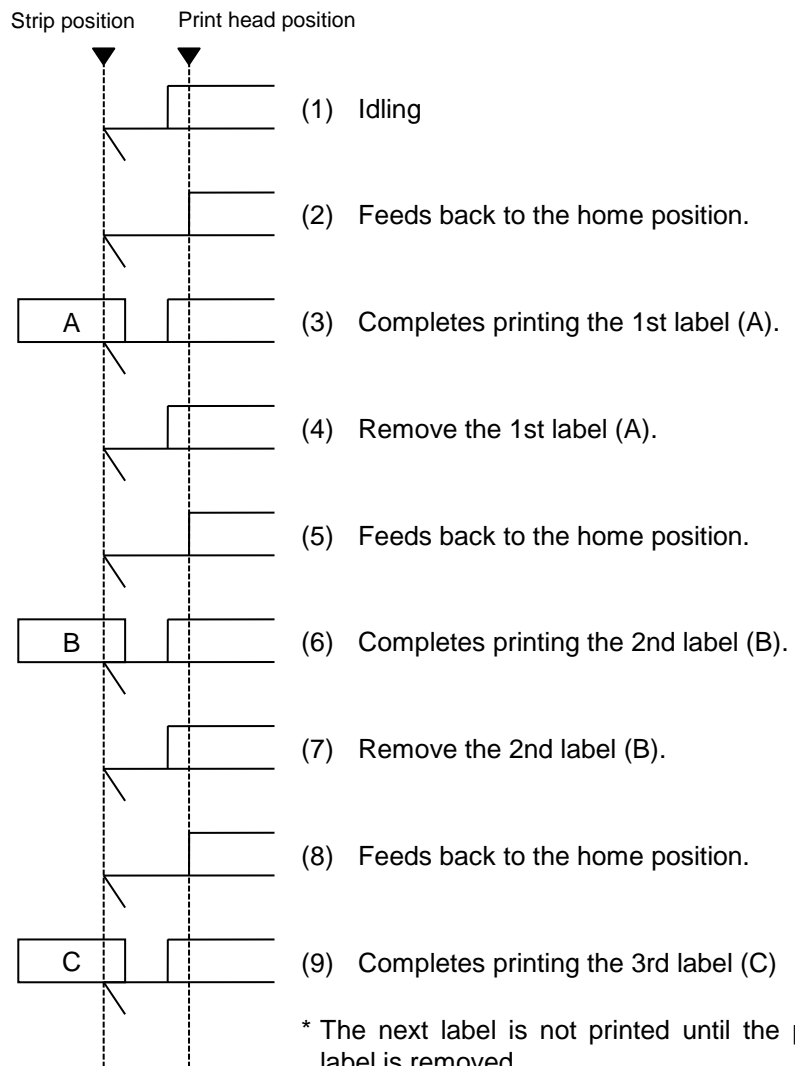 Strip position Print head position
(1) Idling
(2) Feeds back to the home position.
A (3) Completes printing the 1st label (A).
(4) Remove the 1st label (A).
(5) Feeds back to the home position.
B (6) Completes printing the 2nd label (B).
(7) Remove the 2nd label (B).
(8) Feeds back to the home position.
C (9) Completes printing the 3rd label (C)
* The next label is not printed until the
label is removed